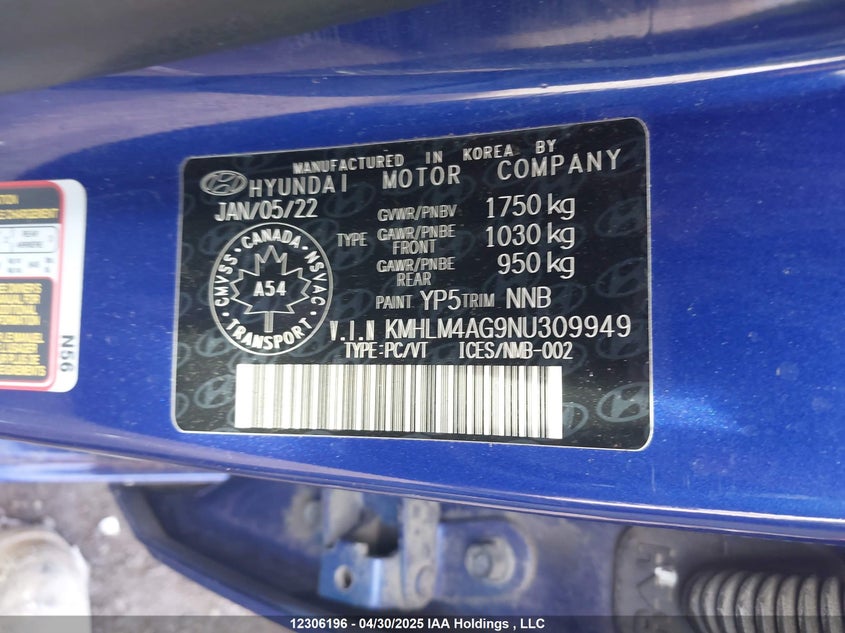 MANUFACTURED IN KOREA BY
HYUNDAI MOTOR COMPANY
JAN/05/22
GVWR/PNBV 1750 kg
TYPE GAWR/PNBE FRONT 1030 kg
GAWR/PNBE REAR 950 kg
CMVSS · CANADA · NSVAC
A54
TRANSPORT
PAINT YP5 TRIM NNB
V.I.N KMHLM4AG9NU309949
TYPE:PC/VT ICES/NMB-002
N56
12306196 - 04/30/2025 IAA Holdings , LLC